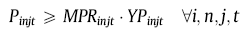 P_{injt} ⩾ MPR_{injt} · YP_{injt} ∀i, n, j, t